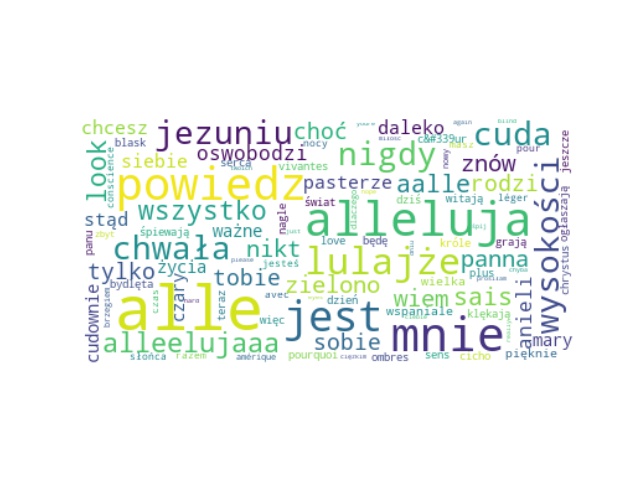 chcesz
blask
jezuniu
choć
nocy
daleko
c&#339ur
masz
again
cuda
pour
jeszcze
look
conscience
siebie
oswobodzi
serca
vivantes
nigdy
nowy
znów
powiedz
pasterze
aalle
rodzi
świat
dziś
witają
léger
stąd
wszystko
nagle
dlaczego
alleluja
wysokości
ogłaszają
panu
zbyt
śpiewają
ważne
just
króle
grają
chwała
nikt
love
będę
jesteś
lulajże
panna
chrystus
tylko
życia
tobie
please
plus
bydlęta
czary
zielono
wielka
cudownie
brzegiem
czas
alle
teraz
avec
dzień
wiem
sais
anieli
więc
jest
wspaniale
klękają
mnie
alleelujaaa
sobie
mary
słońca
razem
amérique
pourquoi
ombres
sens
cicho
pięknie